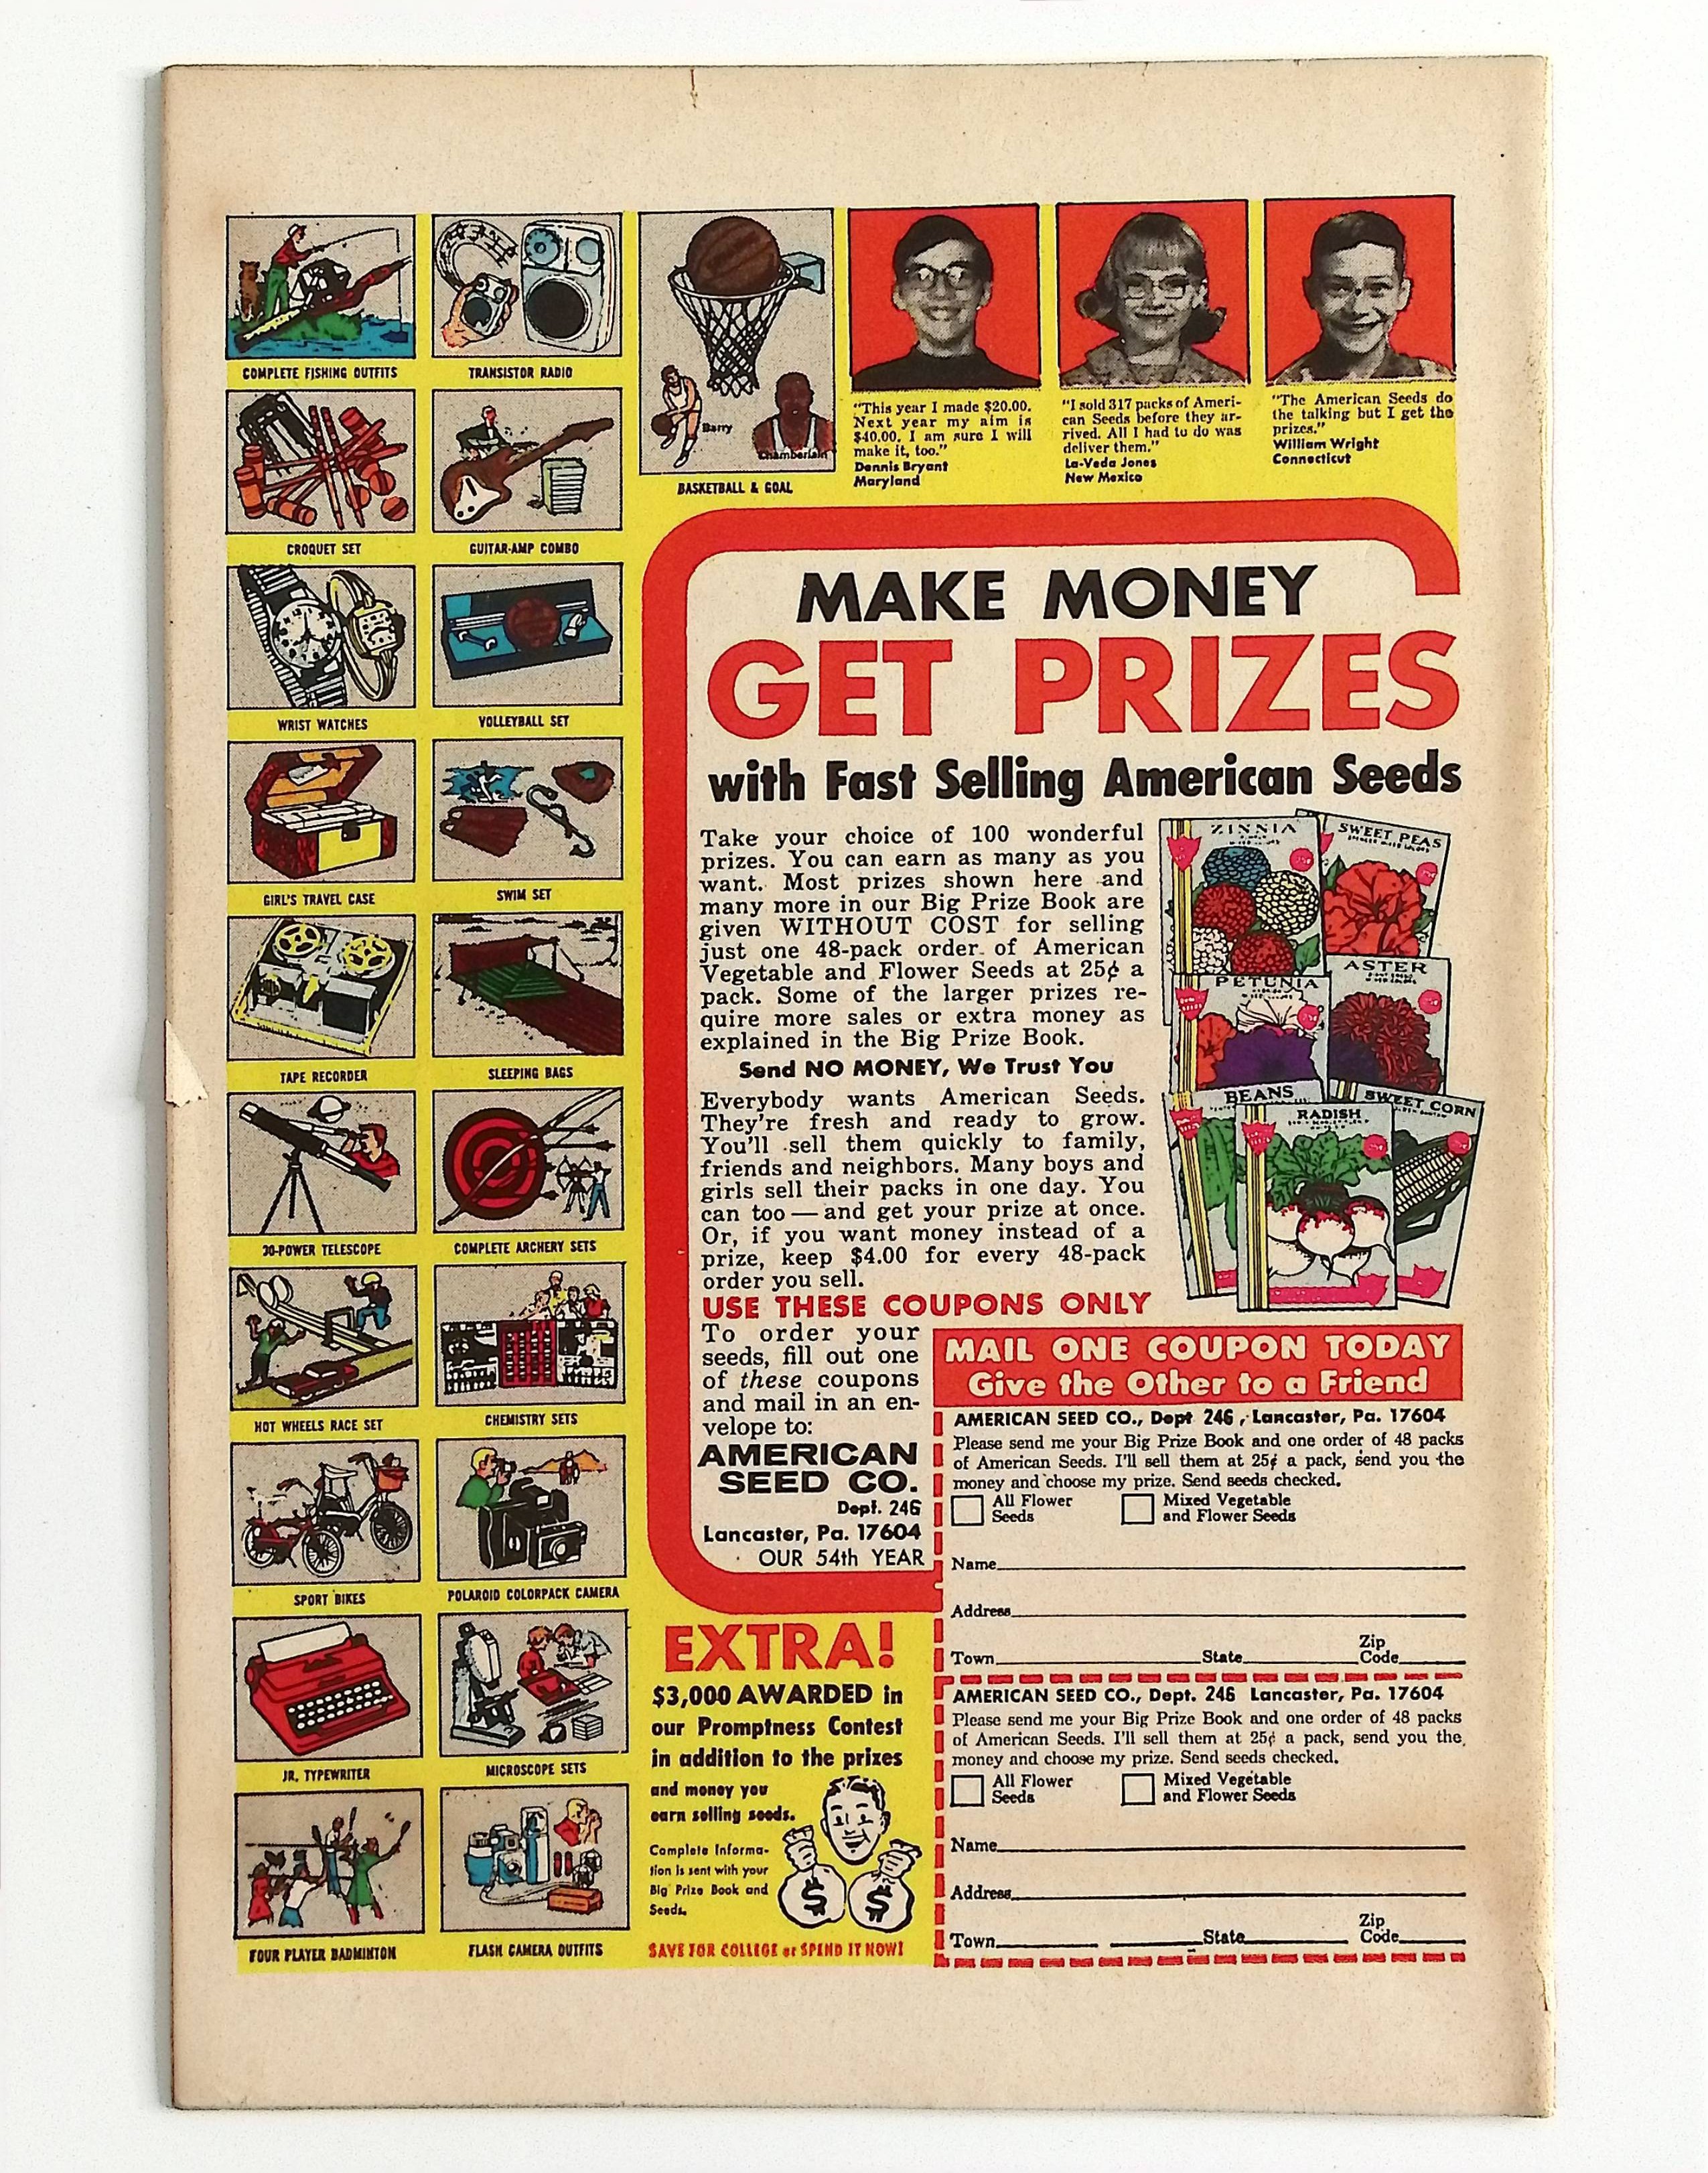 COMPLETE FISHING OUTFITS
TRANSISTOR RADIO
Barry
Chamberlain
BASKETBALL & GOAL
"This year I made $20.00.
Next year my aim is
$40.00. I am sure I will
make it, too."
Dennis Bryant
Maryland
"I sold 317 packs of Ameri-
can Seeds before they ar-
rived. All I had to do was
deliver them."
La-Veda Jones
New Mexico
"The American Seeds do
the talking but I get the
prizes."
William Wright
Connecticut
CROQUET SET
GUITAR-AMP COMBO
WRIST WATCHES
VOLLEYBALL SET
GIRL'S TRAVEL CASE
SWIM SET
TAPE RECORDER
SLEEPING BAGS
30-POWER TELESCOPE
COMPLETE ARCHERY SETS
HOT WHEELS RACE SET
CHEMISTRY SETS
SPORT BIKES
POLAROID COLORPACK CAMERA
JR. TYPEWRITER
MICROSCOPE SETS
FOUR PLAYER BADMINTON
FLASH CAMERA OUTFITS
MAKE MONEY
GET PRIZES
with Fast Selling American Seeds
Take your choice of 100 wonderful
prizes. You can earn as many as you
want. Most prizes shown here and
many more in our Big Prize Book are
given WITHOUT COST for selling
just one 48-pack order of American
Vegetable and Flower Seeds at 25¢ a
pack. Some of the larger prizes re-
quire more sales or extra money as
explained in the Big Prize Book.
Send NO MONEY, We Trust You
Everybody wants American Seeds.
They're fresh and ready to grow.
You'll sell them quickly to family,
friends and neighbors. Many boys and
girls sell their packs in one day. You
can too — and get your prize at once.
Or, if you want money instead of a
prize, keep $4.00 for every 48-pack
order you sell.
ZINNIA
SWEET PEAS
PETUNIA
ASTER
BEANS
RADISH
SWEET CORN
USE THESE COUPONS ONLY
To order your
seeds, fill out one
of these coupons
and mail in an en-
velope to:
AMERICAN
SEED CO.
Dept. 246
Lancaster, Pa. 17604
OUR 54th YEAR
EXTRA!
$3,000 AWARDED in
our Promptness Contest
in addition to the prizes
and money you
earn selling seeds.
Complete Informa-
tion is sent with your
Big Prize Book and
Seeds.
$ $
SAVE FOR COLLEGE or SPEND IT NOW!
MAIL ONE COUPON TODAY
Give the Other to a Friend
AMERICAN SEED CO., Dept 246, Lancaster, Pa. 17604
Please send me your Big Prize Book and one order of 48 packs
of American Seeds. I'll sell them at 25¢ a pack, send you the
money and choose my prize. Send seeds checked.
All Flower Seeds
Mixed Vegetable and Flower Seeds
Name
Address
Town State Zip Code
AMERICAN SEED CO., Dept. 246 Lancaster, Pa. 17604
Please send me your Big Prize Book and one order of 48 packs
of American Seeds. I'll sell them at 25¢ a pack, send you the
money and choose my prize. Send seeds checked.
All Flower Seeds
Mixed Vegetable and Flower Seeds
Name
Address
Town State Zip Code